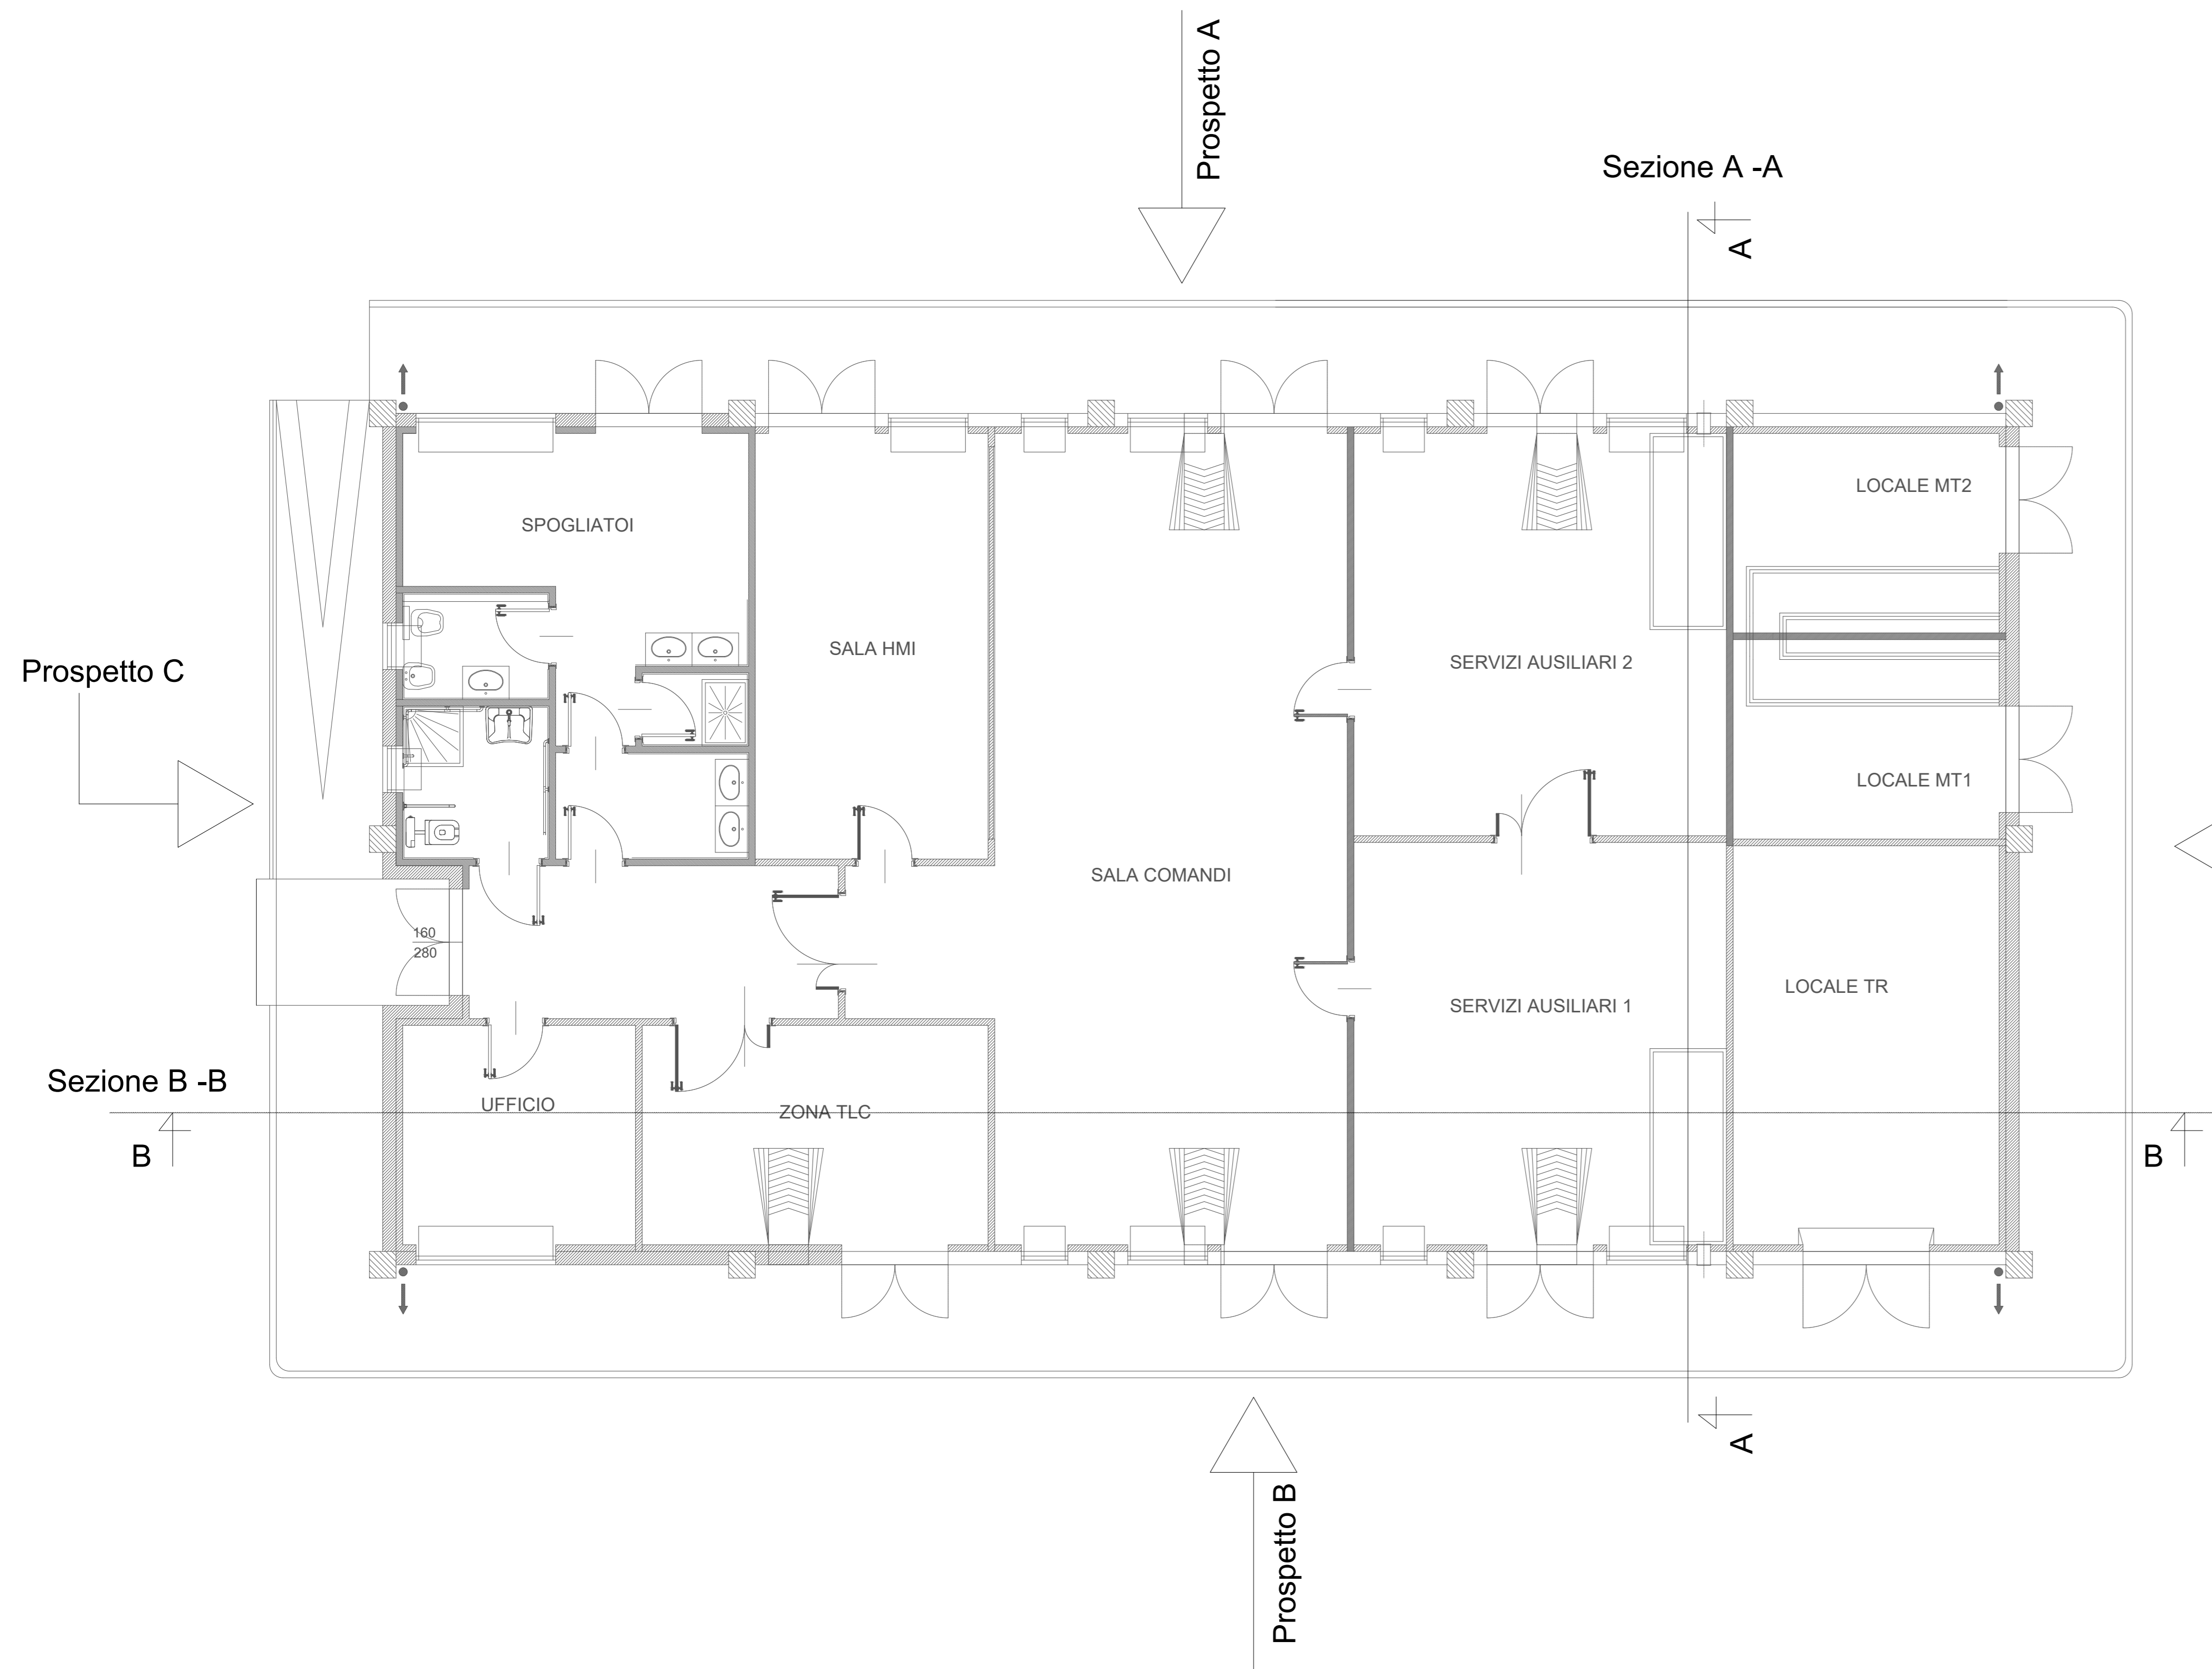 Prospetto A
Sezione A -A
A
LOCALE MT2
SPOGLIATOI
SALA HMI
SERVIZI AUSILIARI 2
Prospetto C
LOCALE MT1
SALA COMANDI
160
280
LOCALE TR
SERVIZI AUSILIARI 1
Sezione B -B
UFFICIO
ZONA TLC
B
B
A
Prospetto B